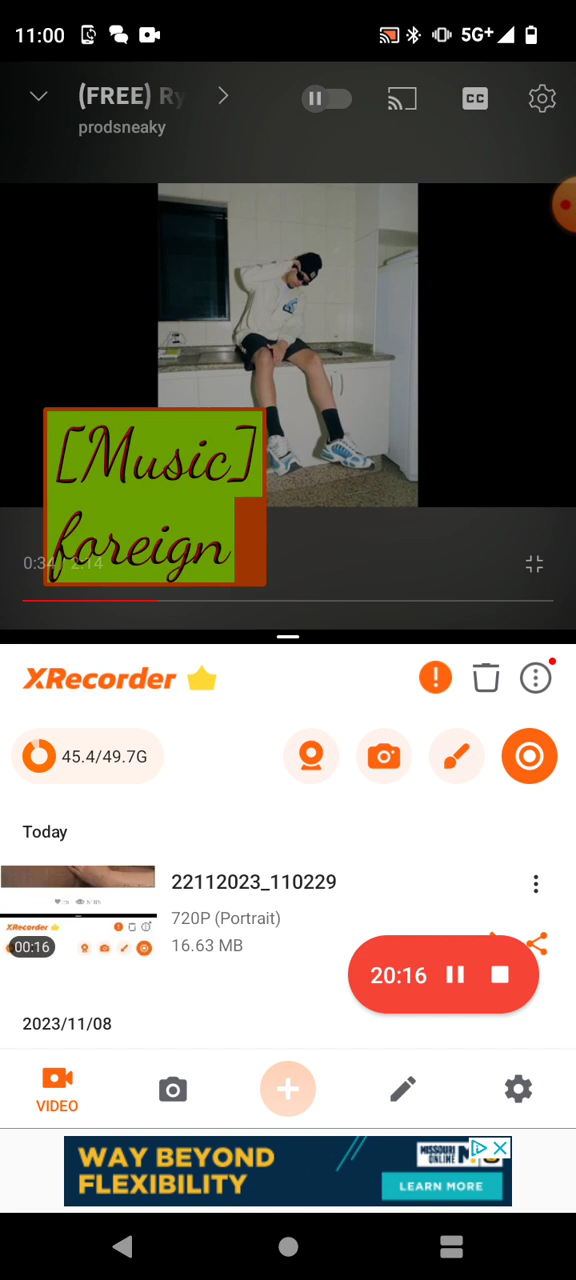 11:00
5G+
(FREE) Ry
prodsneaky
CC
[Music]
foreign
0:34 / 2:14
XRecorder
45.4/49.7G
Today
22112023_110229
720P (Portrait)
16.63 MB
XRecorder
00:16
20:16
2023/11/08
VIDEO
WAY BEYOND
FLEXIBILITY
MISSOURI
ONLINE
LEARN MORE